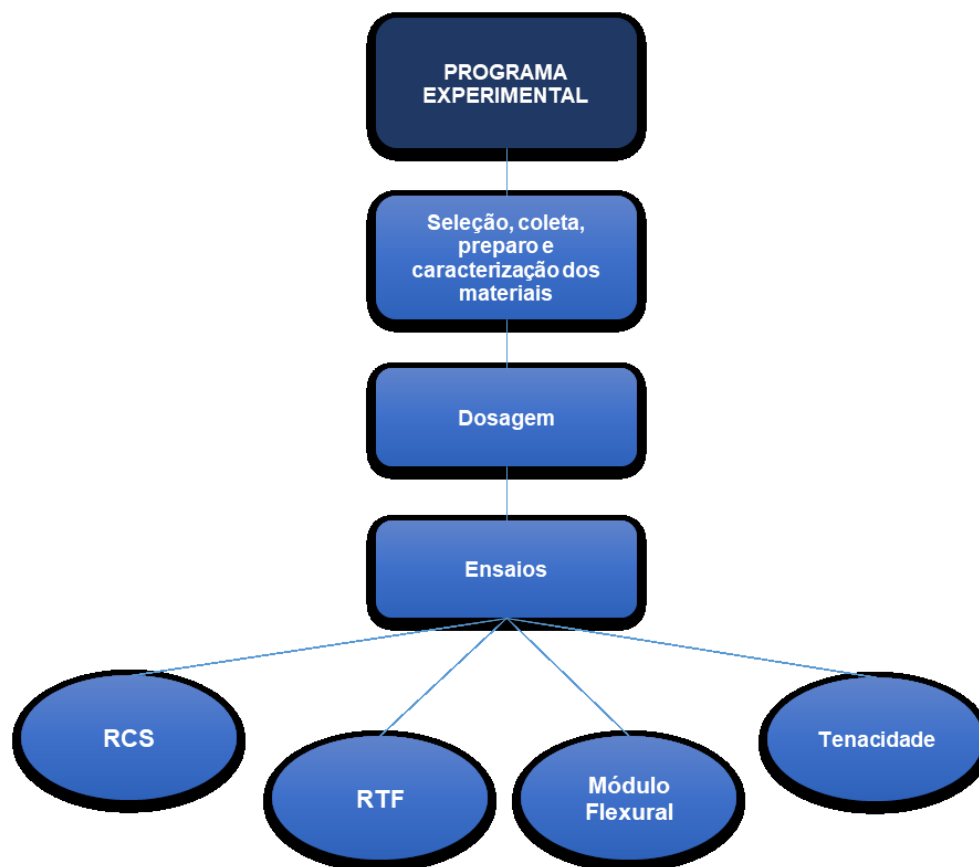 PROGRAMA
EXPERIMENTAL
Seleção, coleta,
preparo e
caracterização dos
materiais
Dosagem
Ensaios
RCS
RTF
Módulo
Flexural
Tenacidade